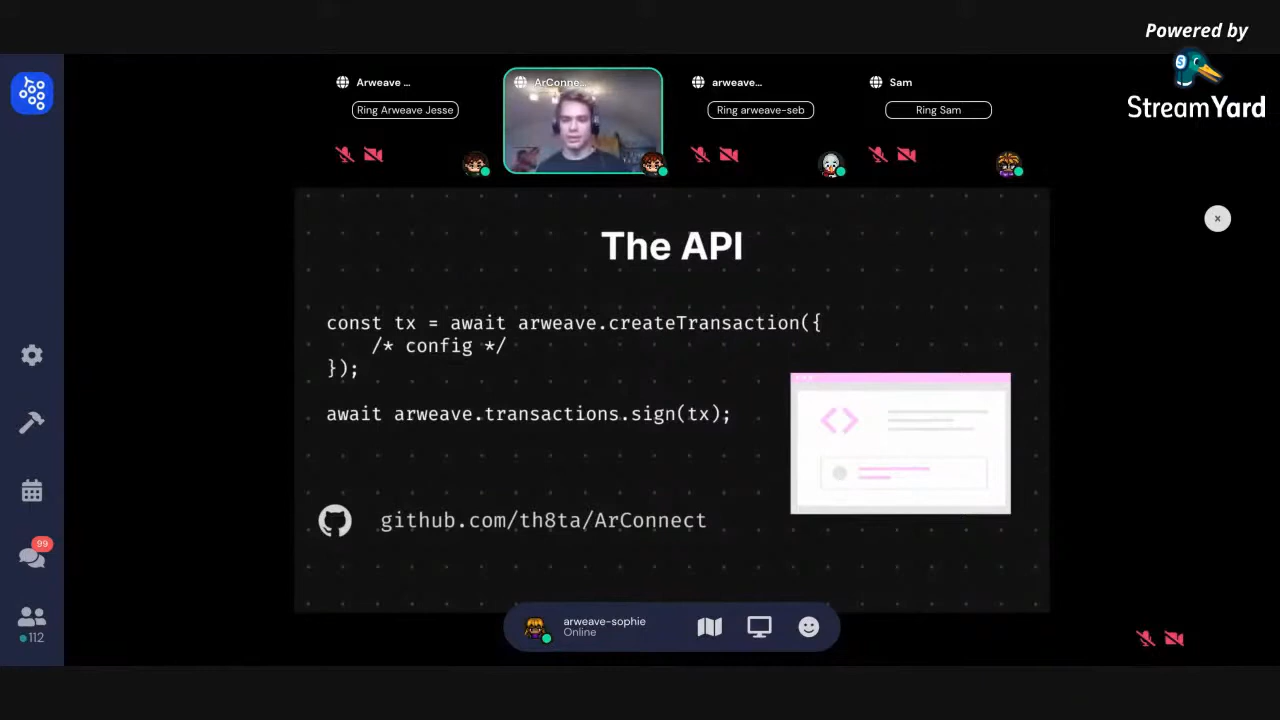 Powered by
StreamYard
Arweave ...
Ring Arweave Jesse
ArConne...
arweave...
Ring arweave-seb
Sam
Ring Sam
×
The API
const tx = await arweave.createTransaction({
/* config */
});
await arweave.transactions.sign(tx);
github.com/th8ta/ArConnect
99
112
arweave-sophie
Online